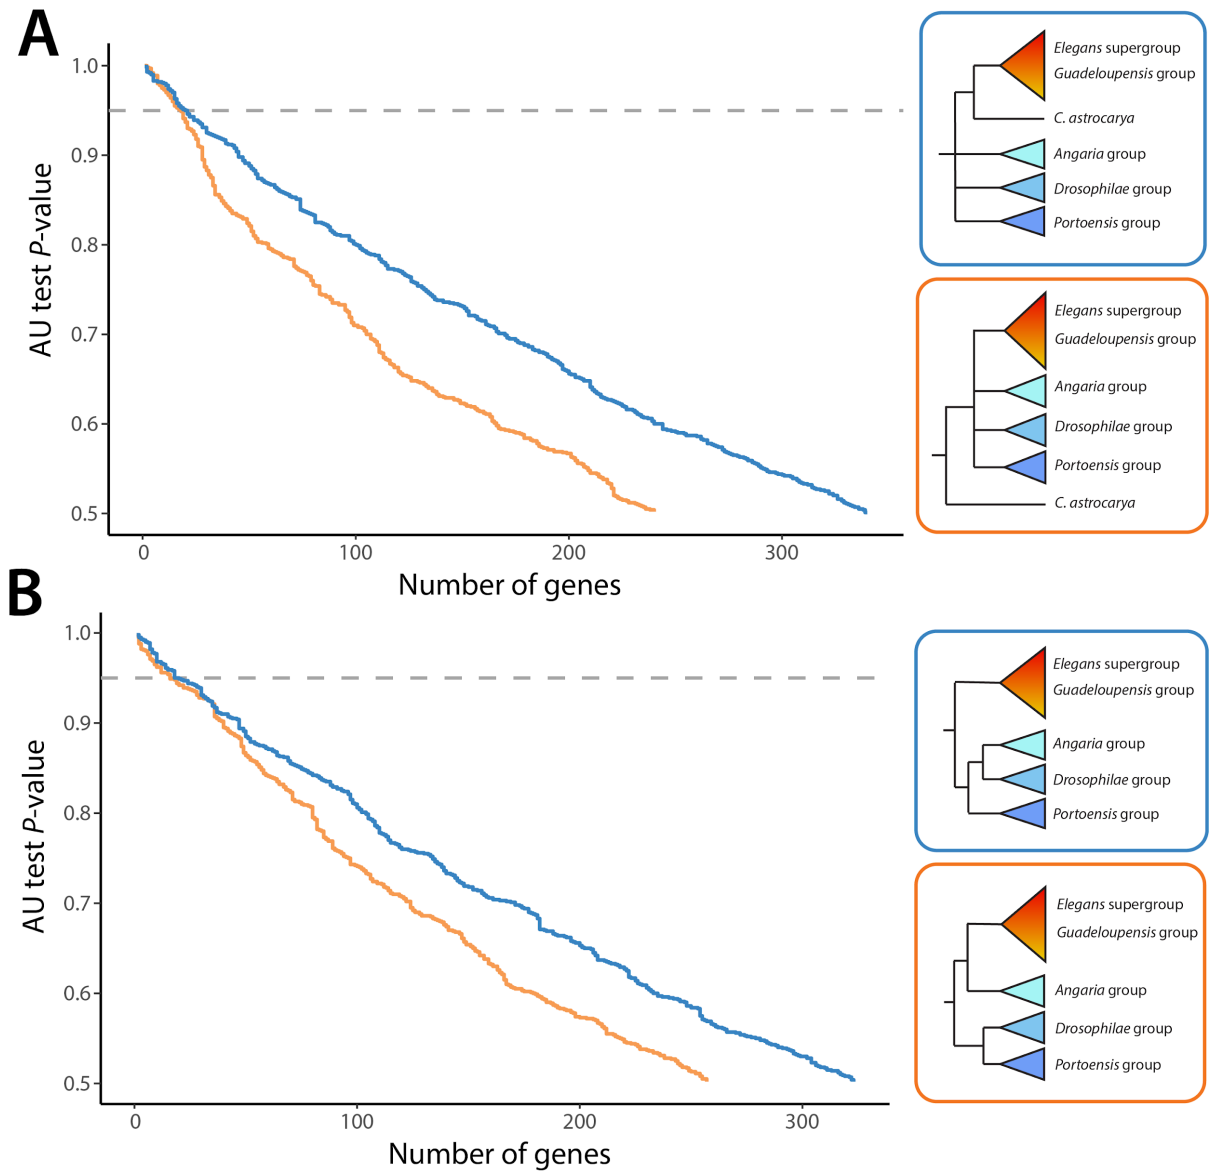 A
1.0
0.9
0.8
0.7
0.6
0.5
AU test P-value
0 100 200 300
Number of genes
Elegans supergroup
Guadeloupensis group
C. astrocarya
Angaria group
Drosophilae group
Portoensis group
Elegans supergroup
Guadeloupensis group
Angaria group
Drosophilae group
Portoensis group
C. astrocarya
B
1.0
0.9
0.8
0.7
0.6
0.5
AU test P-value
0 100 200 300
Number of genes
Elegans supergroup
Guadeloupensis group
Angaria group
Drosophilae group
Portoensis group
Elegans supergroup
Guadeloupensis group
Angaria group
Drosophilae group
Portoensis group